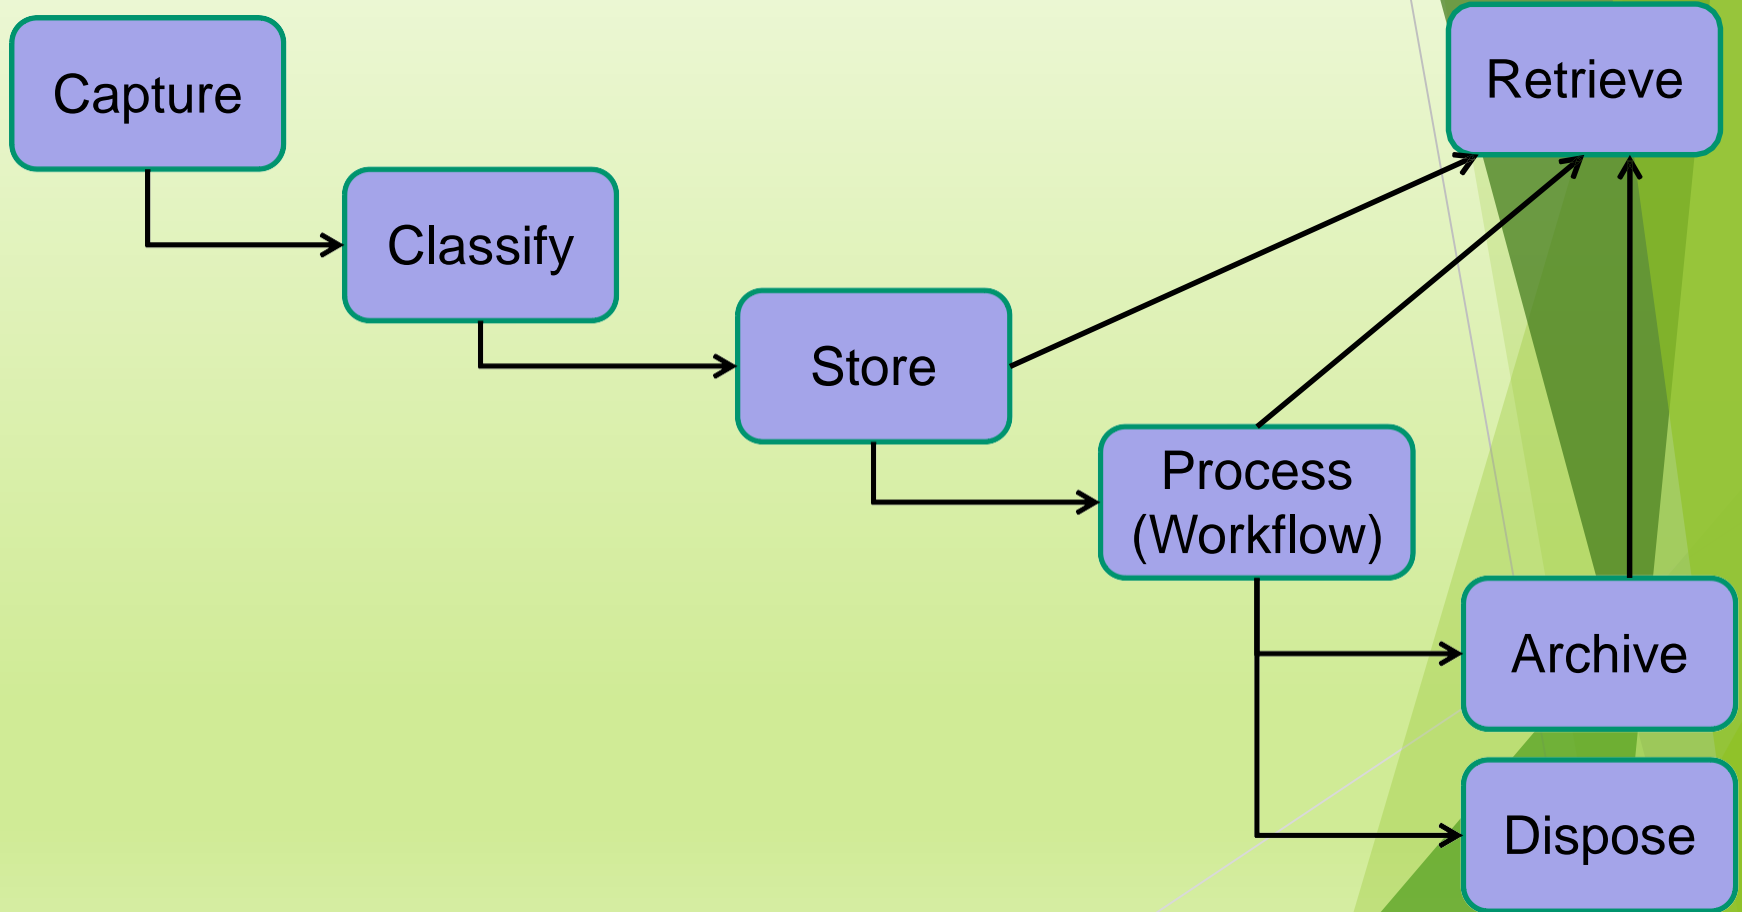 Capture
Retrieve
Classify
Store
Process
(Workflow)
Archive
Dispose